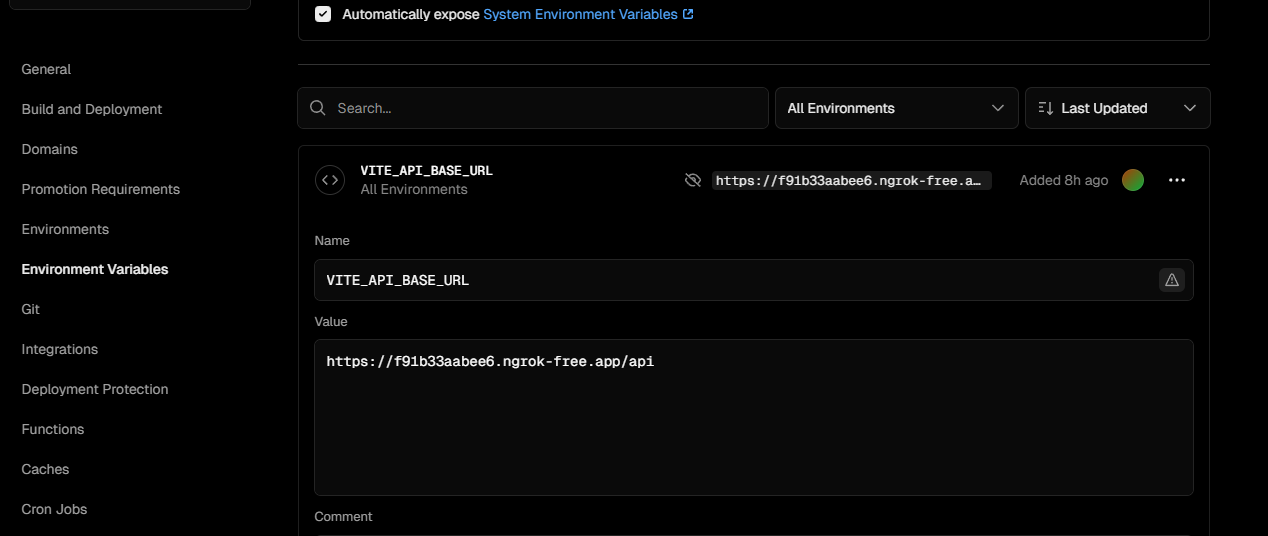 Automatically expose System Environment Variables
General
Build and Deployment
Domains
Promotion Requirements
Environments
Environment Variables
Git
Integrations
Deployment Protection
Functions
Caches
Cron Jobs
Search...
All Environments
Last Updated
VITE_API_BASE_URL
All Environments
https://f91b33aabee6.ngrok-free.a…
Added 8h ago
Name
VITE_API_BASE_URL
Value
https://f91b33aabee6.ngrok-free.app/api
Comment